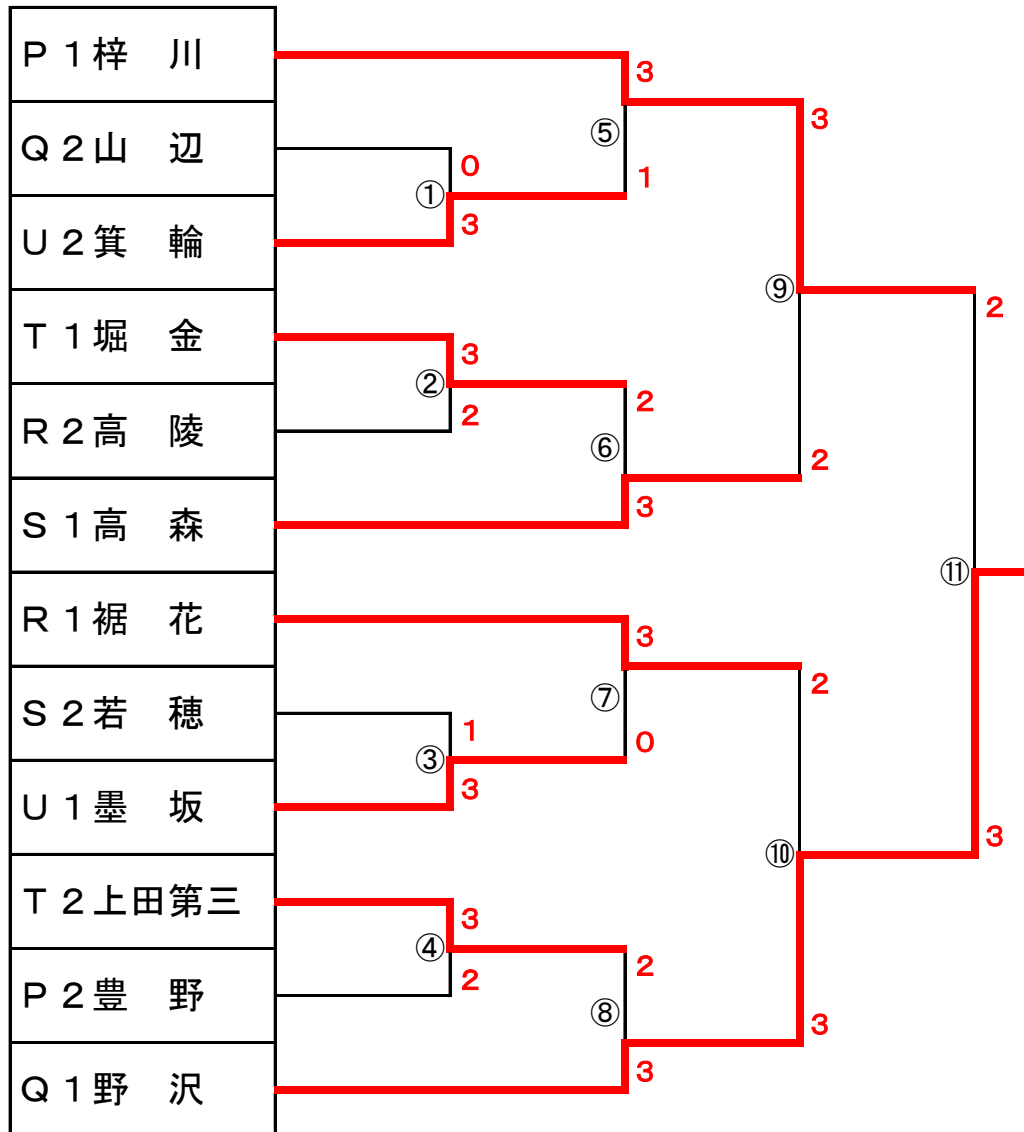 Ｐ１梓　川
3
3
Ｑ２山　辺
⑤
0
①
1
Ｕ２箕　輪
3
⑨
2
Ｔ１堀　金
3
②
2
Ｒ２高　陵
2
⑥
2
Ｓ１高　森
3
⑪
Ｒ１裾　花
3
2
Ｓ２若　穂
⑦
1
③
0
Ｕ１墨　坂
3
3
⑩
Ｔ２上田第三
3
④
2
Ｐ２豊　野
2
⑧
3
Ｑ１野　沢
3